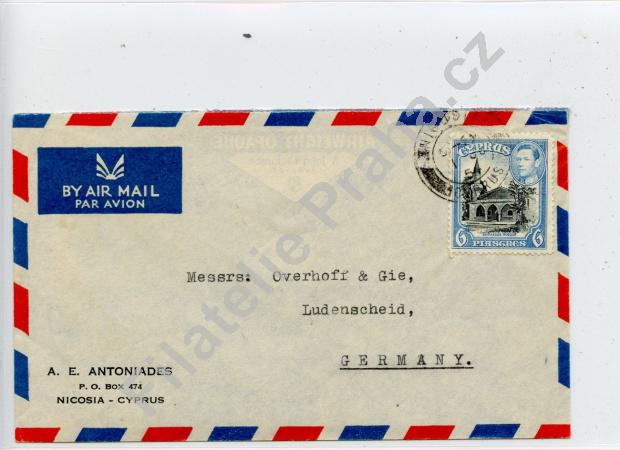 BY AIR MAIL
PAR AVION
CYPRUS
6 PIASTRES 6
Messrs: Overhoff & Gie,
Ludenscheid,
GERMANY.
A. E. ANTONIADES
P. O. BOX 474
NICOSIA - CYPRUS
Filatelie Praha.cz